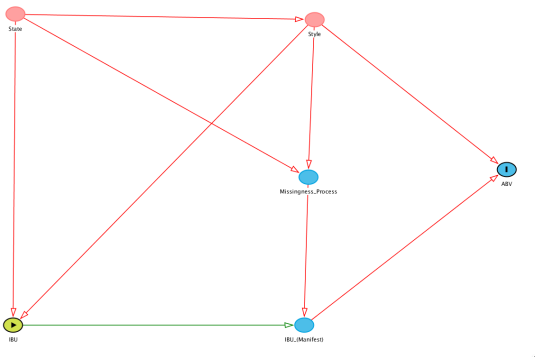 State
Style
Missingness_Process
ABV
IBU
IBU_(Manifest)